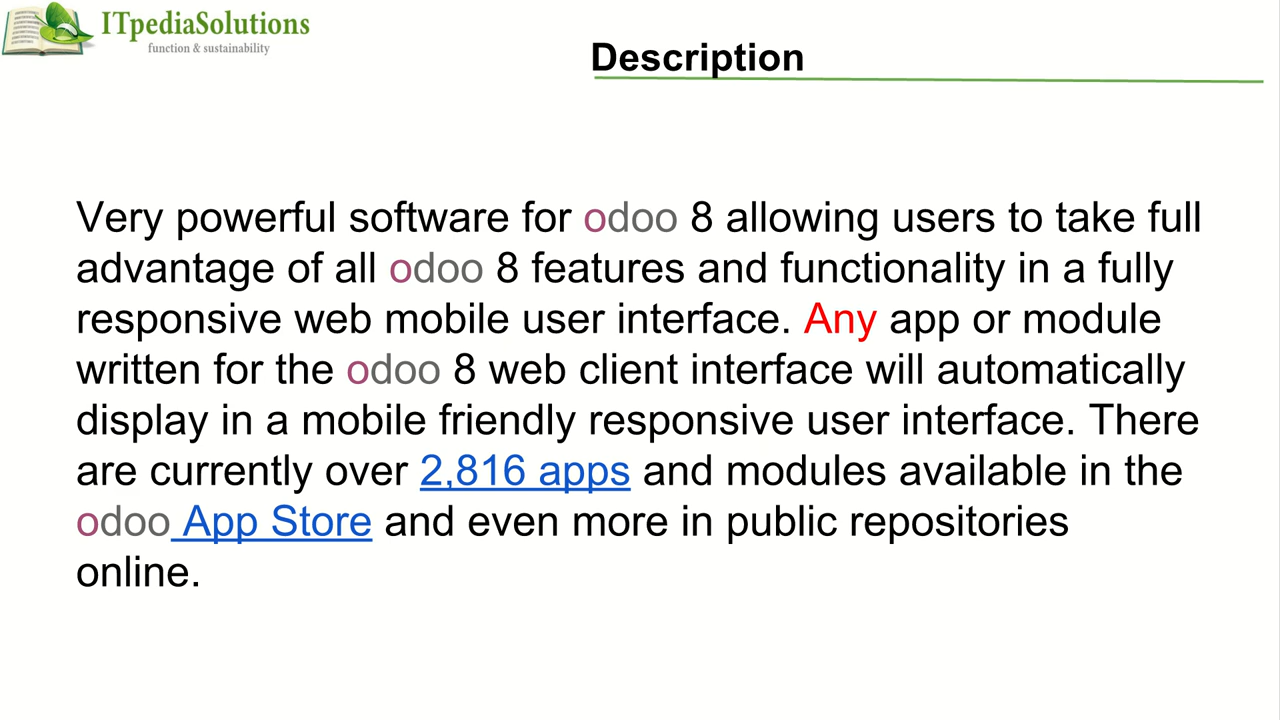 ITpediaSolutions
function & sustainability
Description
Very powerful software for odoo 8 allowing users to take full
advantage of all odoo 8 features and functionality in a fully
responsive web mobile user interface. Any app or module
written for the odoo 8 web client interface will automatically
display in a mobile friendly responsive user interface. There
are currently over 2,816 apps and modules available in the
odoo App Store and even more in public repositories
online.